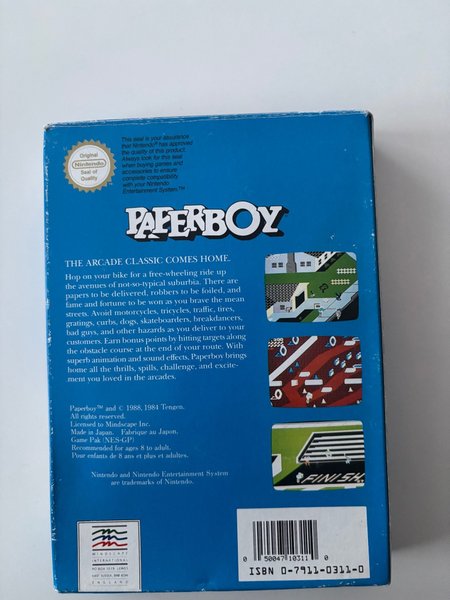 Original
Nintendo
Seal of
Quality
This seal is your assurance
that Nintendo® has approved
the quality of this product.
Always look for this seal
when buying games and
accessories to ensure
complete compatibility
with your Nintendo
Entertainment System.™
PAPERBOY
THE ARCADE CLASSIC COMES HOME.
Hop on your bike for a free-wheeling ride up
the avenues of not-so-typical suburbia. There are
papers to be delivered, robbers to be foiled, and
fame and fortune to be won as you brave the mean
streets. Avoid motorcycles, tricycles, traffic, tires,
gratings, curbs, dogs, skateboarders, breakdancers,
bad guys, and other hazards as you deliver to your
customers. Earn bonus points by hitting targets along
the obstacle course at the end of your route. With
superb animation and sound effects, Paperboy brings
home all the thrills, spills, challenge, and excite-
ment you loved in the arcades.
FINISH
Paperboy™ and © 1988, 1984 Tengen.
All rights reserved.
Licensed to Mindscape Inc.
Made in Japan. Fabrique au Japon.
Game Pak (NES-GP)
Recommended for ages 8 to adult.
Pour enfants de 8 ans et plus et adulte.
Nintendo and Nintendo Entertainment System
are trademarks of Nintendo.
MINDSCAPE
INTERNATIONAL
ENGLAND
0 50047 10311 0
ISBN 0-7911-0311-0